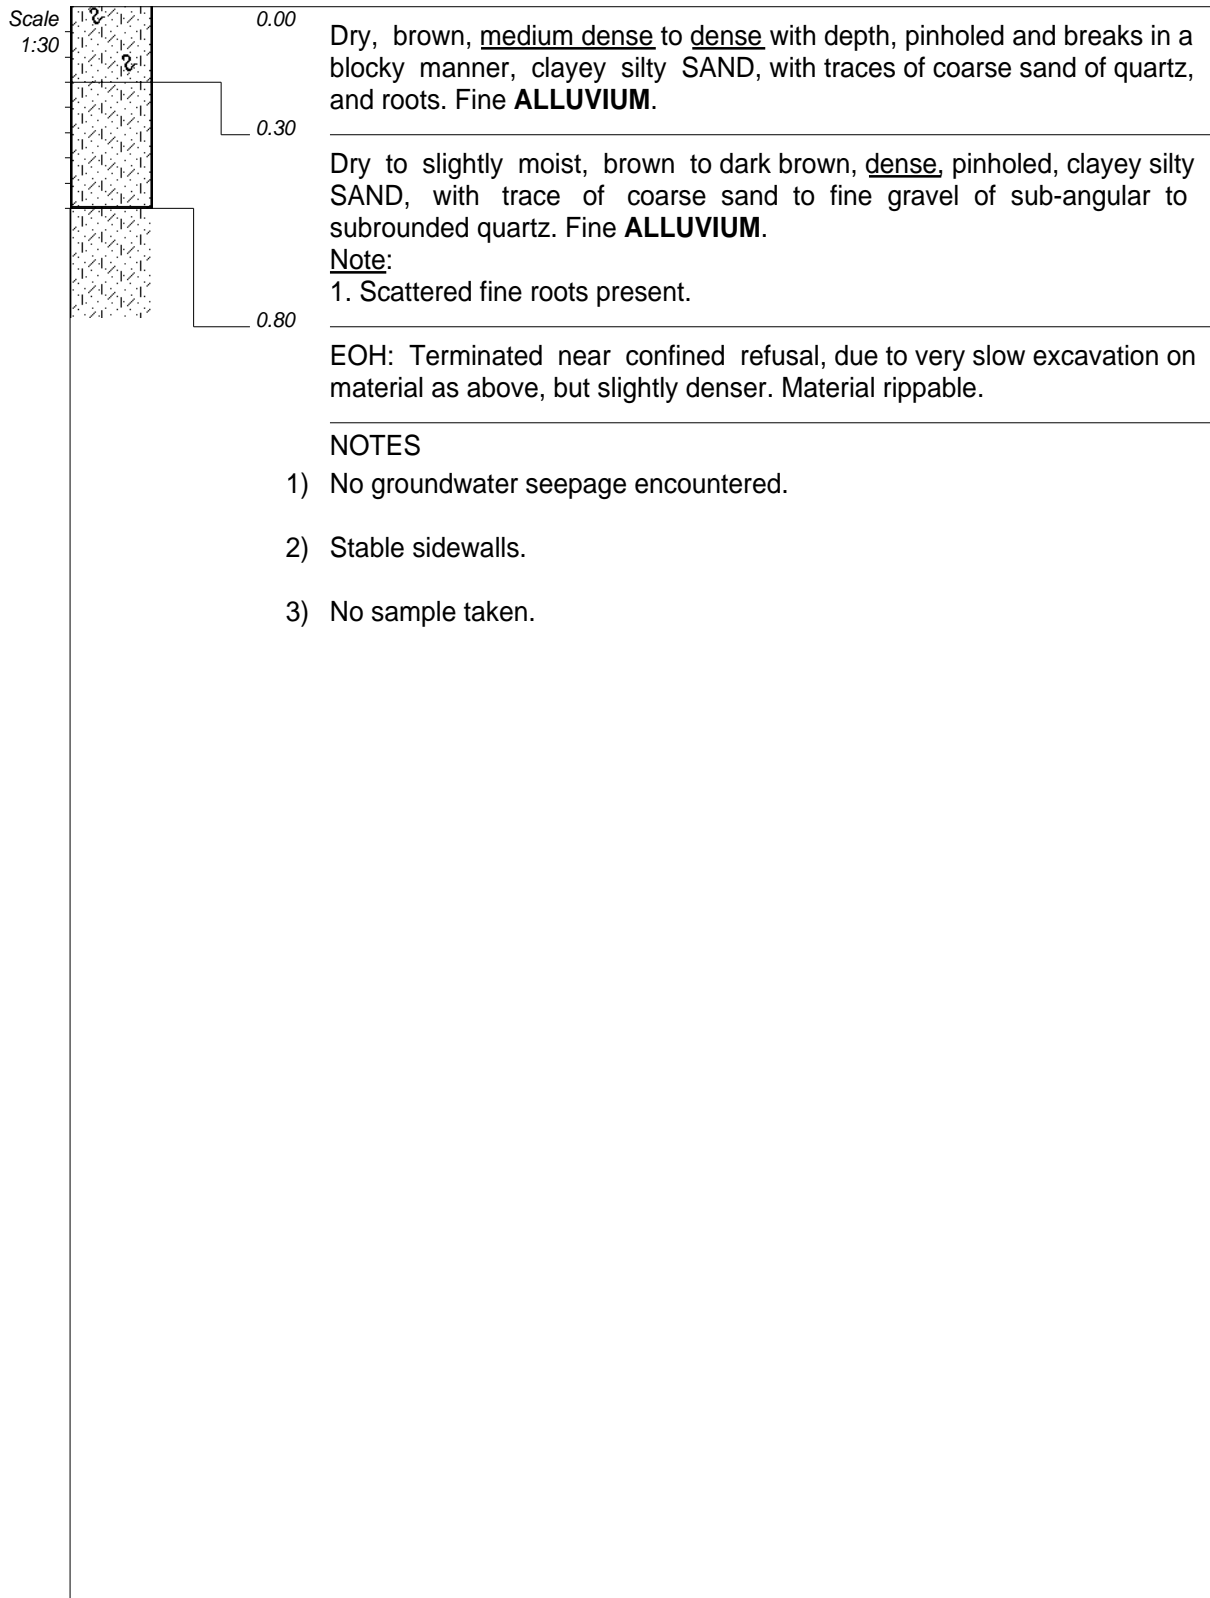 Scale
1:30
0.00
Dry, brown, medium dense to dense with depth, pinholed and breaks in a
blocky manner, clayey silty SAND, with traces of coarse sand of quartz,
and roots. Fine ALLUVIUM.
0.30
Dry to slightly moist, brown to dark brown, dense, pinholed, clayey silty
SAND, with trace of coarse sand to fine gravel of sub-angular to
subrounded quartz. Fine ALLUVIUM.
Note:
1. Scattered fine roots present.
0.80
EOH: Terminated near confined refusal, due to very slow excavation on
material as above, but slightly denser. Material rippable.
NOTES
1) No groundwater seepage encountered.
2) Stable sidewalls.
3) No sample taken.